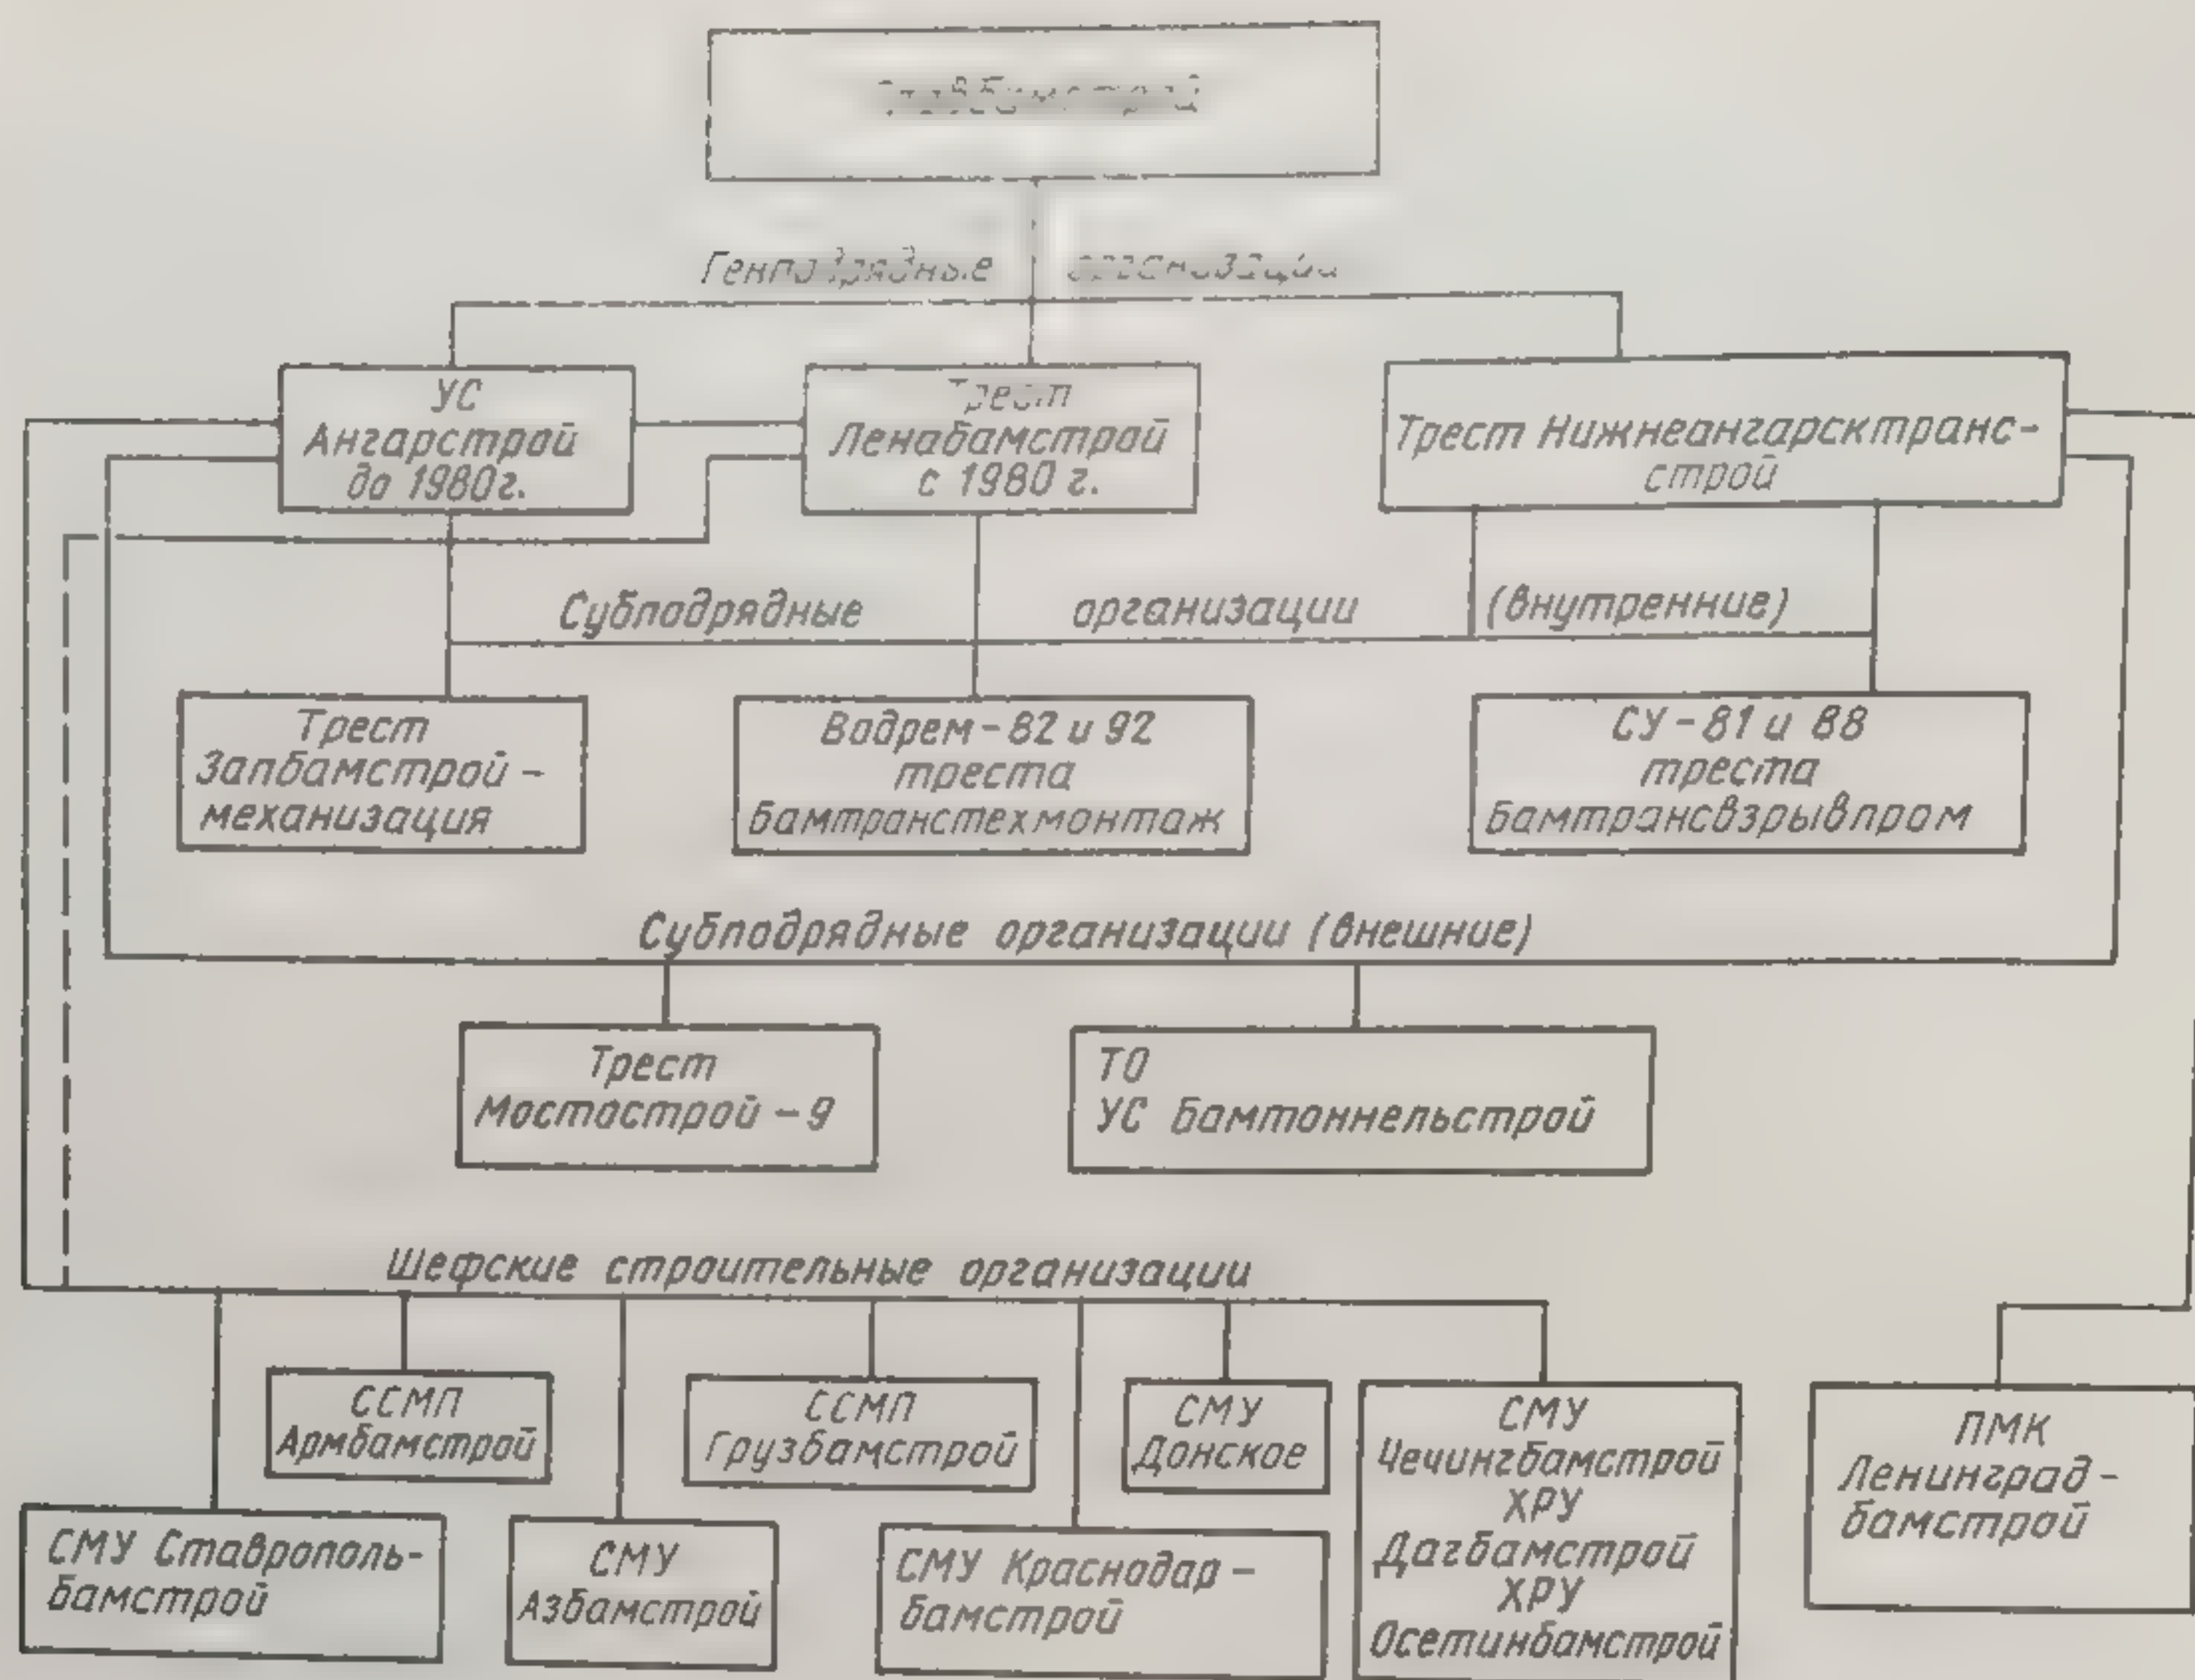 Главбамстрой
Генподрядные организации
УС
Ангарстрой
до 1980г.
Трест
Ленабамстрой
с 1980 г.
Трест Нижнеангарсктранс-
строй
Субподрядные организации (внутренние)
Трест
Запбамстрой-
механизация
Водрем-82 и 92
треста
Бамтранстехмонтаж
СУ-81 и 88
треста
Бамтрансвзрывпром
Субподрядные организации (внешние)
Трест
Мостострой-9
ТО
УС Бамтоннельстрой
Шефские строительные организации
ССМП
Армбамстрой
ССМП
Грузбамстрой
СМУ
Донское
СМУ
Чечингбамстрой
ХРУ
Дагбамстрой
ХРУ
Осетинбамстрой
ПМК
Ленинград-
бамстрой
СМУ Ставрополь-
бамстрой
СМУ
Азбамстрой
СМУ Краснодар-
бамстрой